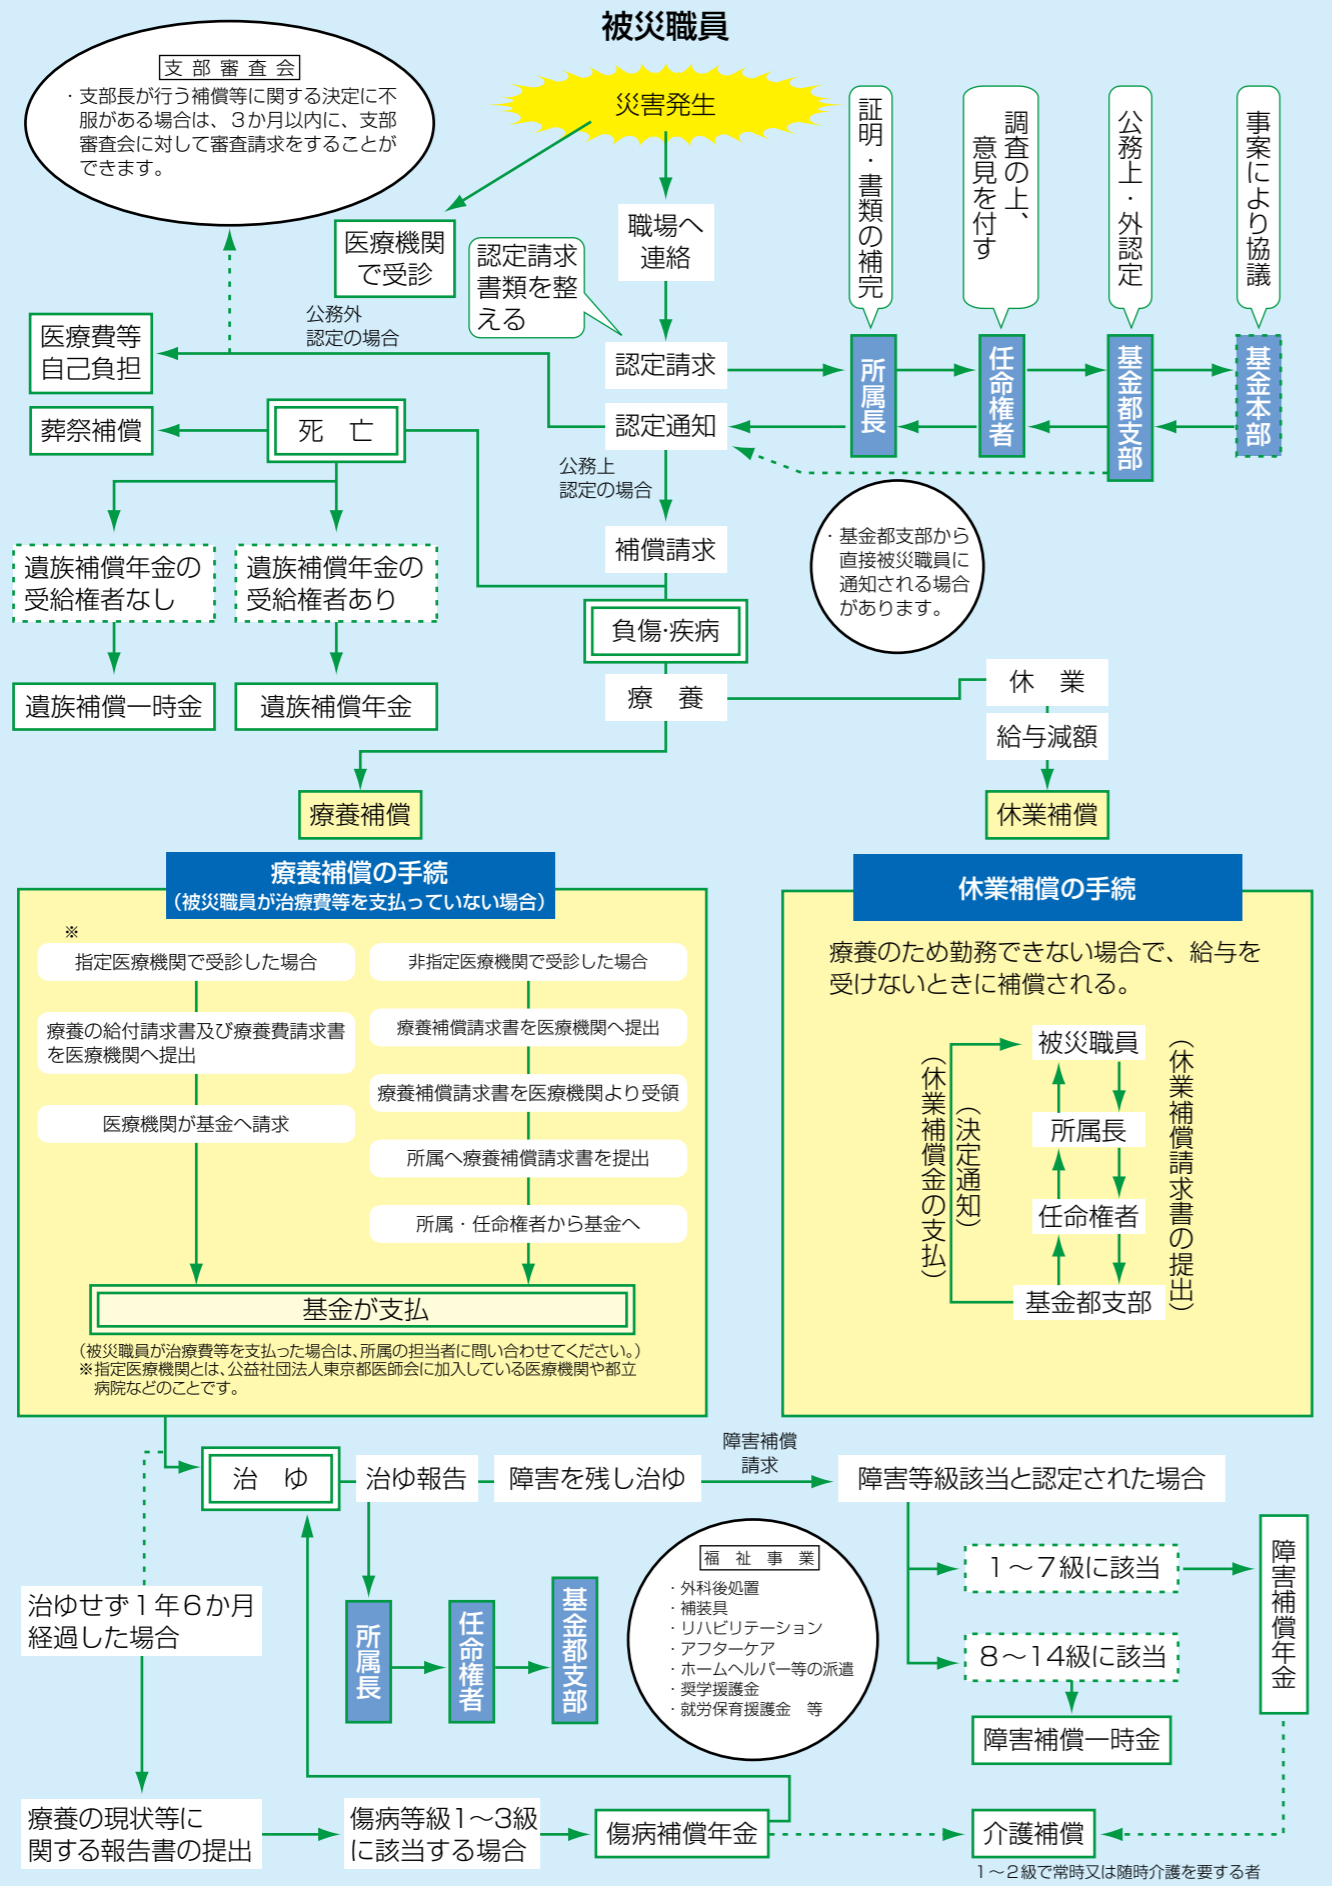 被災職員
支部審査会
・支部長が行う補償等に関する決定に不
服がある場合は、3か月以内に、支部
審査会に対して審査請求をすることが
できます。
災害発生
医療機関
で受診
職場へ
連絡
認定請求
書類を整
える
証明・書類の補完
調査の上、
意見を付す
公務上・外認定
事案により協議
公務外
認定の場合
医療費等
自己負担
認定請求
所属長
任命権者
基金都支部
基金本部
葬祭補償
死　亡
認定通知
公務上
認定の場合
・基金都支部から
直接被災職員に
通知される場合
があります。
補償請求
遺族補償年金の
受給権者なし
遺族補償年金の
受給権者あり
負傷・疾病
遺族補償一時金
遺族補償年金
療　養
休　業
給与減額
療養補償
休業補償
療養補償の手続
（被災職員が治療費等を支払っていない場合）
※
指定医療機関で受診した場合
療養の給付請求書及び療養費請求書
を医療機関へ提出
医療機関が基金へ請求
非指定医療機関で受診した場合
療養補償請求書を医療機関へ提出
療養補償請求書を医療機関より受領
所属へ療養補償請求書を提出
所属・任命権者から基金へ
基金が支払
（被災職員が治療費等を支払った場合は、所属の担当者に問い合わせてください。）
※指定医療機関とは、公益社団法人東京都医師会に加入している医療機関や都立
病院などのことです。
休業補償の手続
療養のため勤務できない場合で、給与を
受けないときに補償される。
被災職員
所属長
任命権者
基金都支部
（休業補償請求書の提出）
（決定通知）
（休業補償金の支払）
治　ゆ
治ゆ報告
障害を残し治ゆ
障害補償
請求
障害等級該当と認定された場合
所属長
任命権者
基金都支部
福祉事業
・外科後処置
・補装具
・リハビリテーション
・アフターケア
・ホームヘルパー等の派遣
・奨学援護金
・就労保育援護金　等
1～7級に該当
障害補償年金
8～14級に該当
障害補償一時金
治ゆせず1年6か月
経過した場合
療養の現状等に
関する報告書の提出
傷病等級1～3級
に該当する場合
傷病補償年金
介護補償
1～2級で常時又は随時介護を要する者